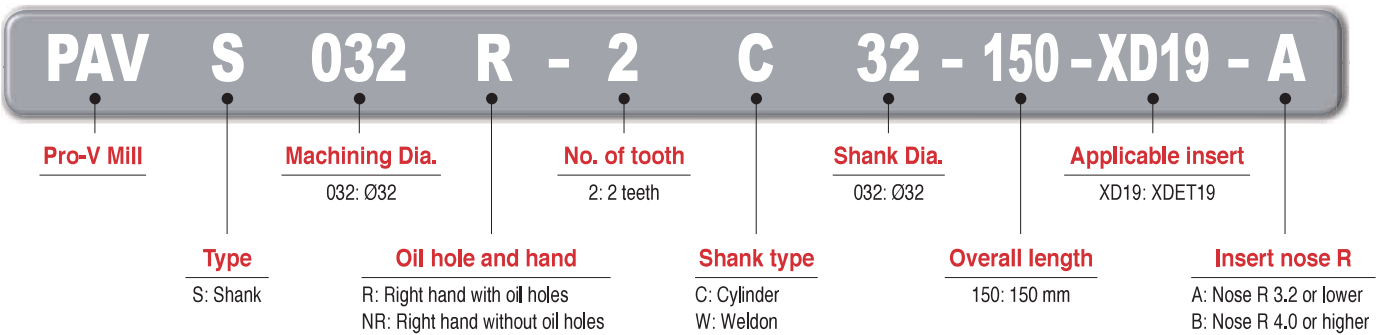 PAV S 032 R - 2 C 32 - 150 - XD19 - A
Pro-V Mill
Machining Dia.
032: Ø32
No. of tooth
2: 2 teeth
Shank Dia.
032: Ø32
Applicable insert
XD19: XDET19
Type
S: Shank
Oil hole and hand
R: Right hand with oil holes
NR: Right hand without oil holes
Shank type
C: Cylinder
W: Weldon
Overall length
150: 150 mm
Insert nose R
A: Nose R 3.2 or lower
B: Nose R 4.0 or higher